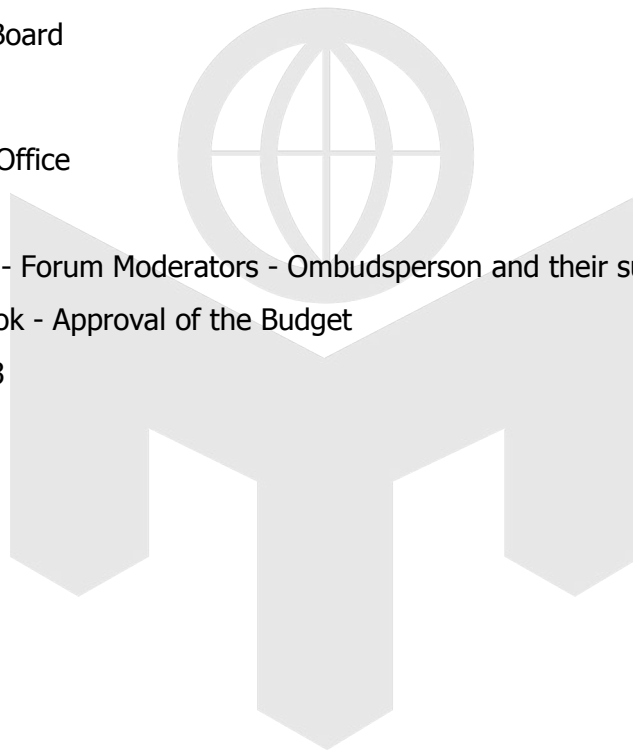 Board
Office
- Forum Moderators - Ombudsperson and their su
ok - Approval of the Budget
3